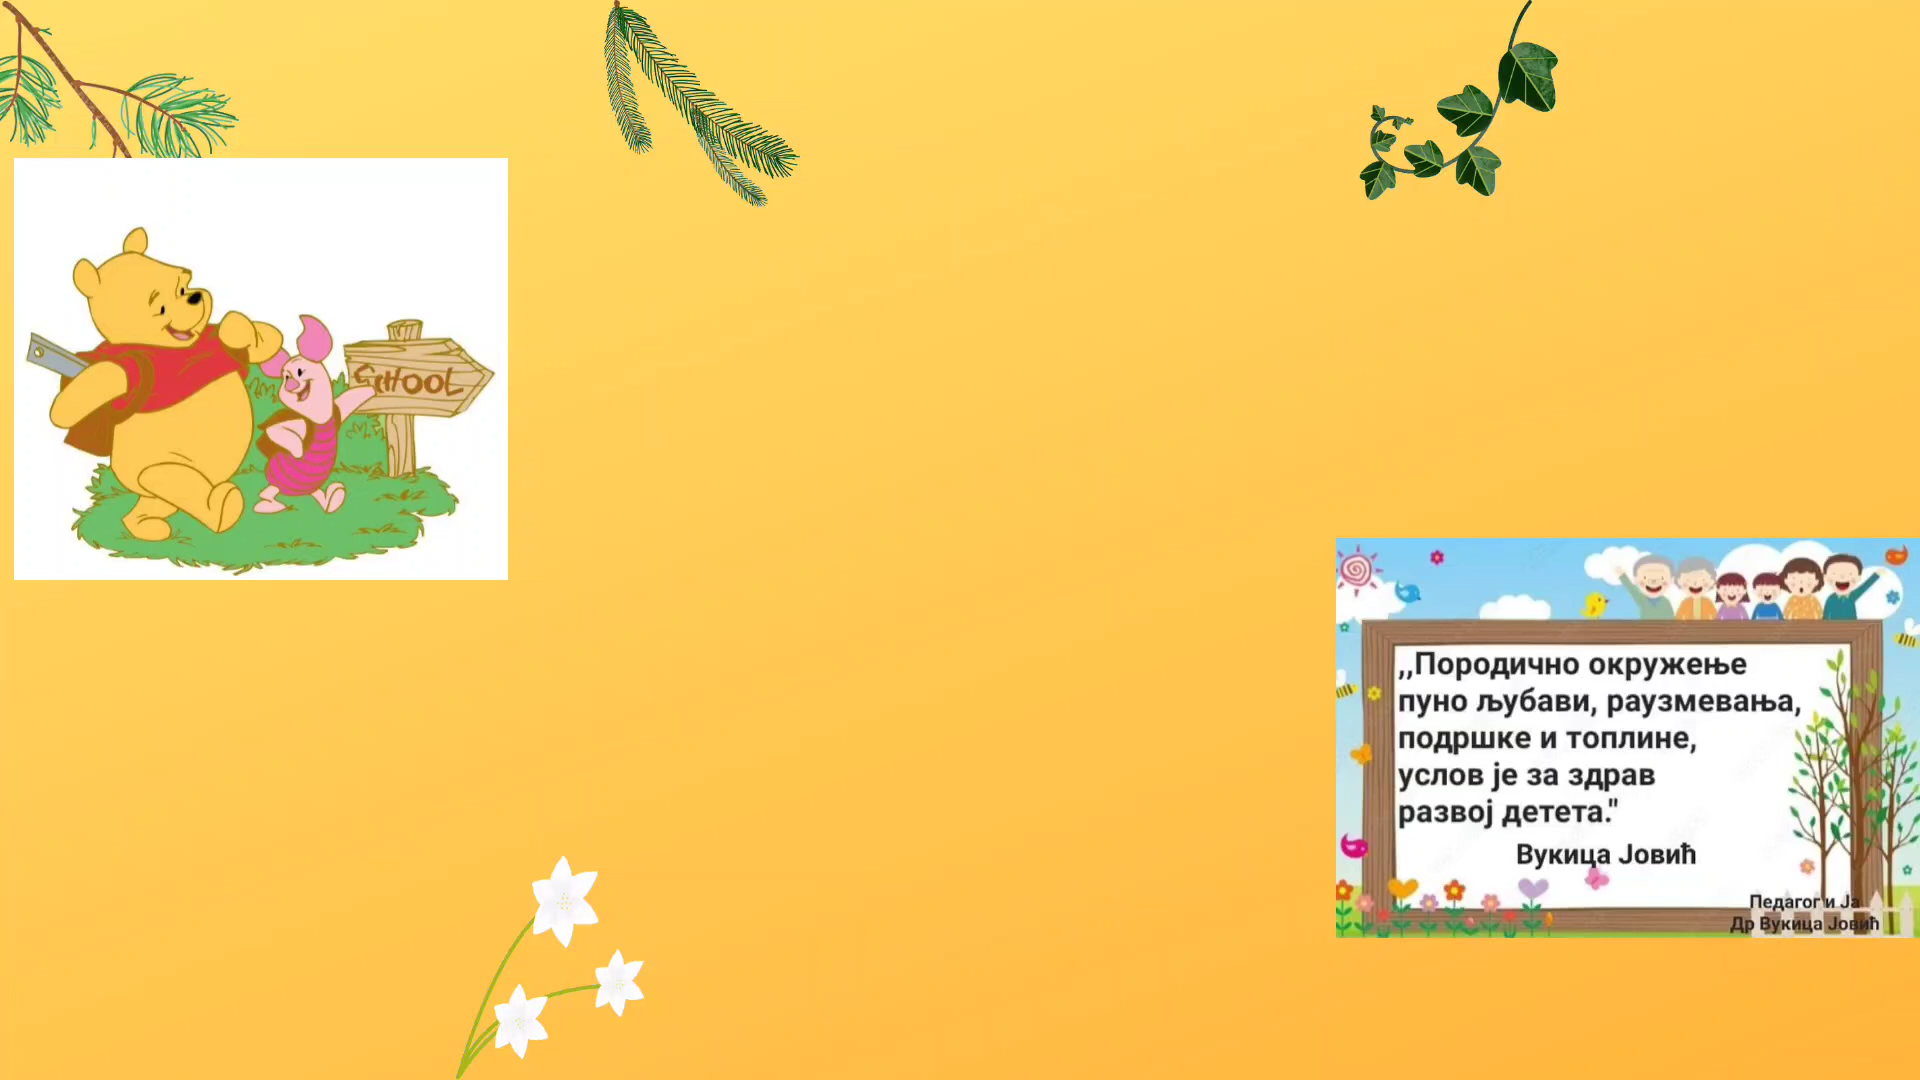 SCHOOL
,,Породично окружење
пуно љубави, раузмевања,
подршке и топлине,
услов је за здрав
развој детета."
Вукица Јовић
Педагог и Ја
Др Вукица Јовић